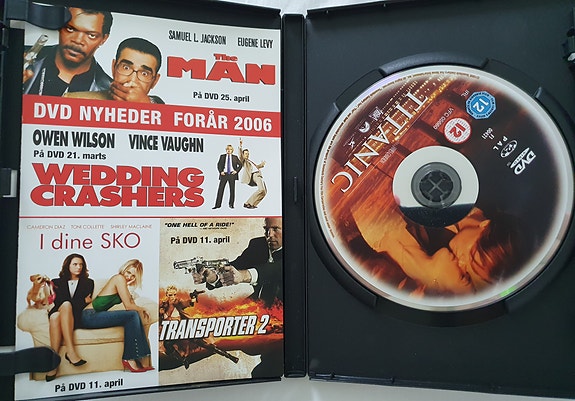 SAMUEL L. JACKSON EUGENE LEVY
The
MAN
På DVD 25. april
DVD NYHEDER FORÅR 2006
OWEN WILSON VINCE VAUGHN
På DVD 21. marts
WEDDING
CRASHERS
CAMERON DIAZ TONI COLLETTE SHIRLEY MACLAINE
I dine SKO
På DVD 11. april
"ONE HELL OF A RIDE!"
På DVD 11. april
TRANSPORTER 2
TITANIC
12
12
PAL
DVD